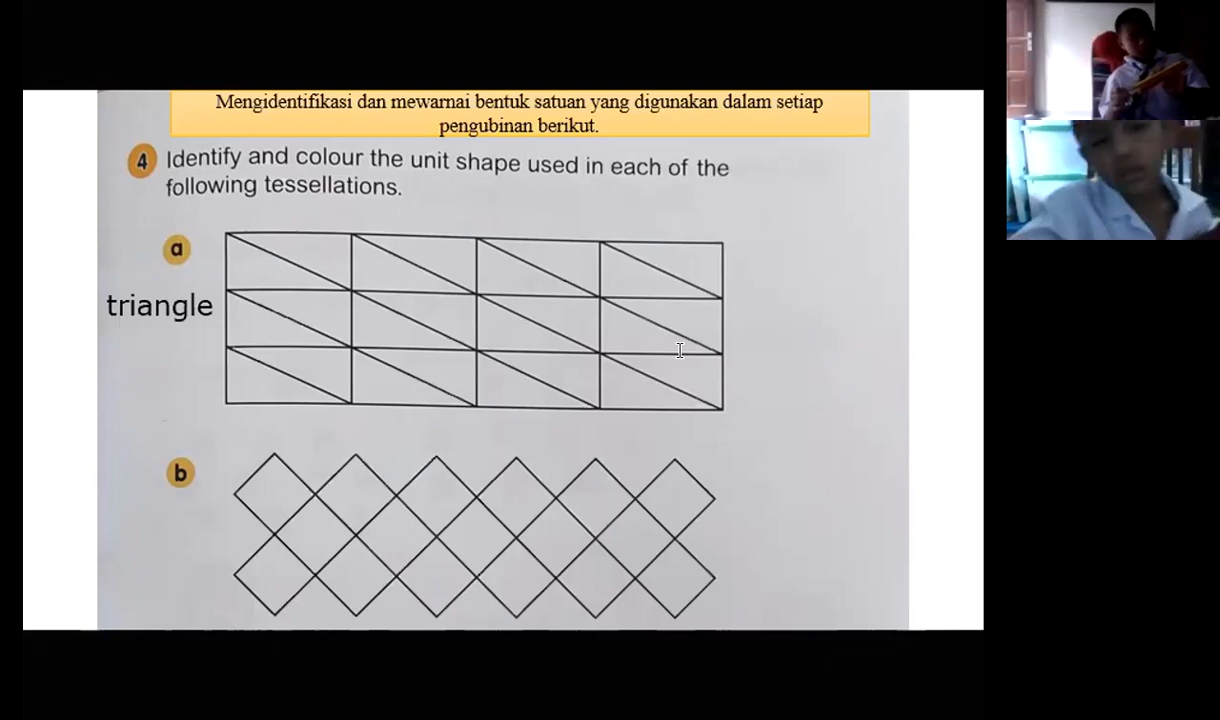 Mengidentifikasi dan mewarnai bentuk satuan yang digunakan dalam setiap
pengubinan berikut.
4 Identify and colour the unit shape used in each of the
following tessellations.
a
triangle
b